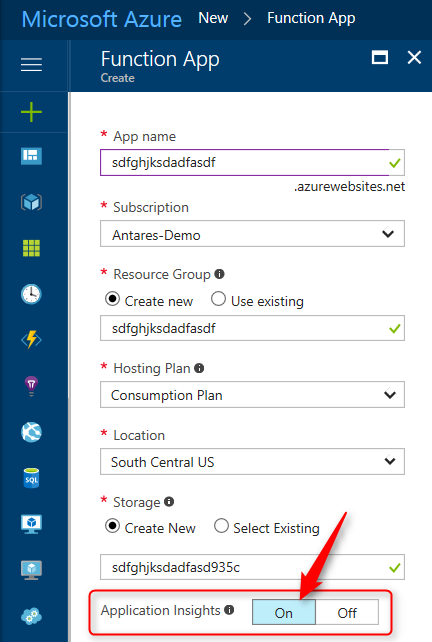 Microsoft Azure New > Function App
Function App
Create
* App name
sdfghjksdadfasdf
.azurewebsites.net
* Subscription
Antares-Demo
* Resource Group
Create new Use existing
sdfghjksdadfasdf
* Hosting Plan
Consumption Plan
* Location
South Central US
* Storage
Create New Select Existing
sdfghjksdadfasd935c
Application Insights On Off
SQL